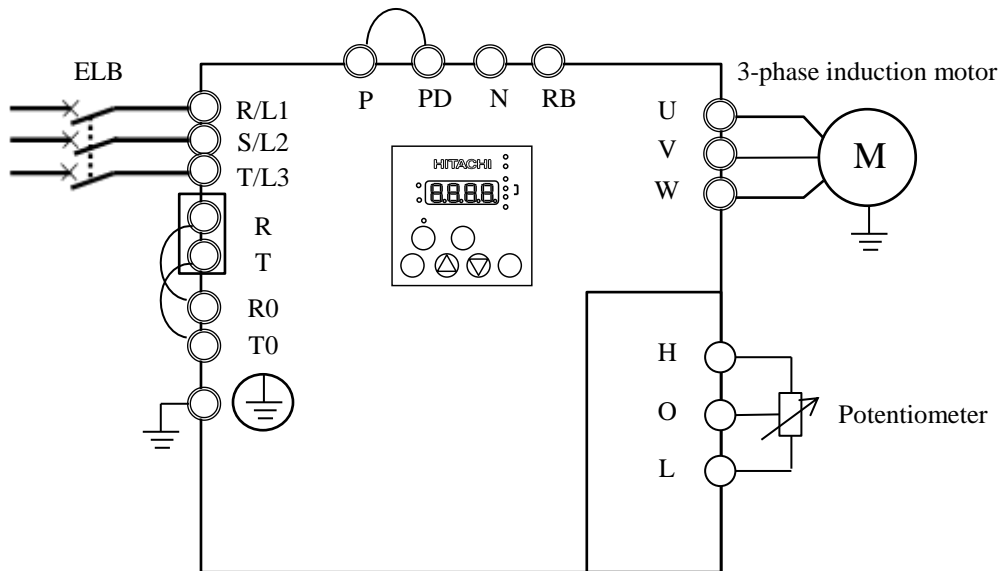 ELB
P
PD
N
RB
3-phase induction motor
R/L1
S/L2
T/L3
U
V
W
M
HITACHI
8.8.8.8.
R
T
R0
T0
H
O
L
Potentiometer